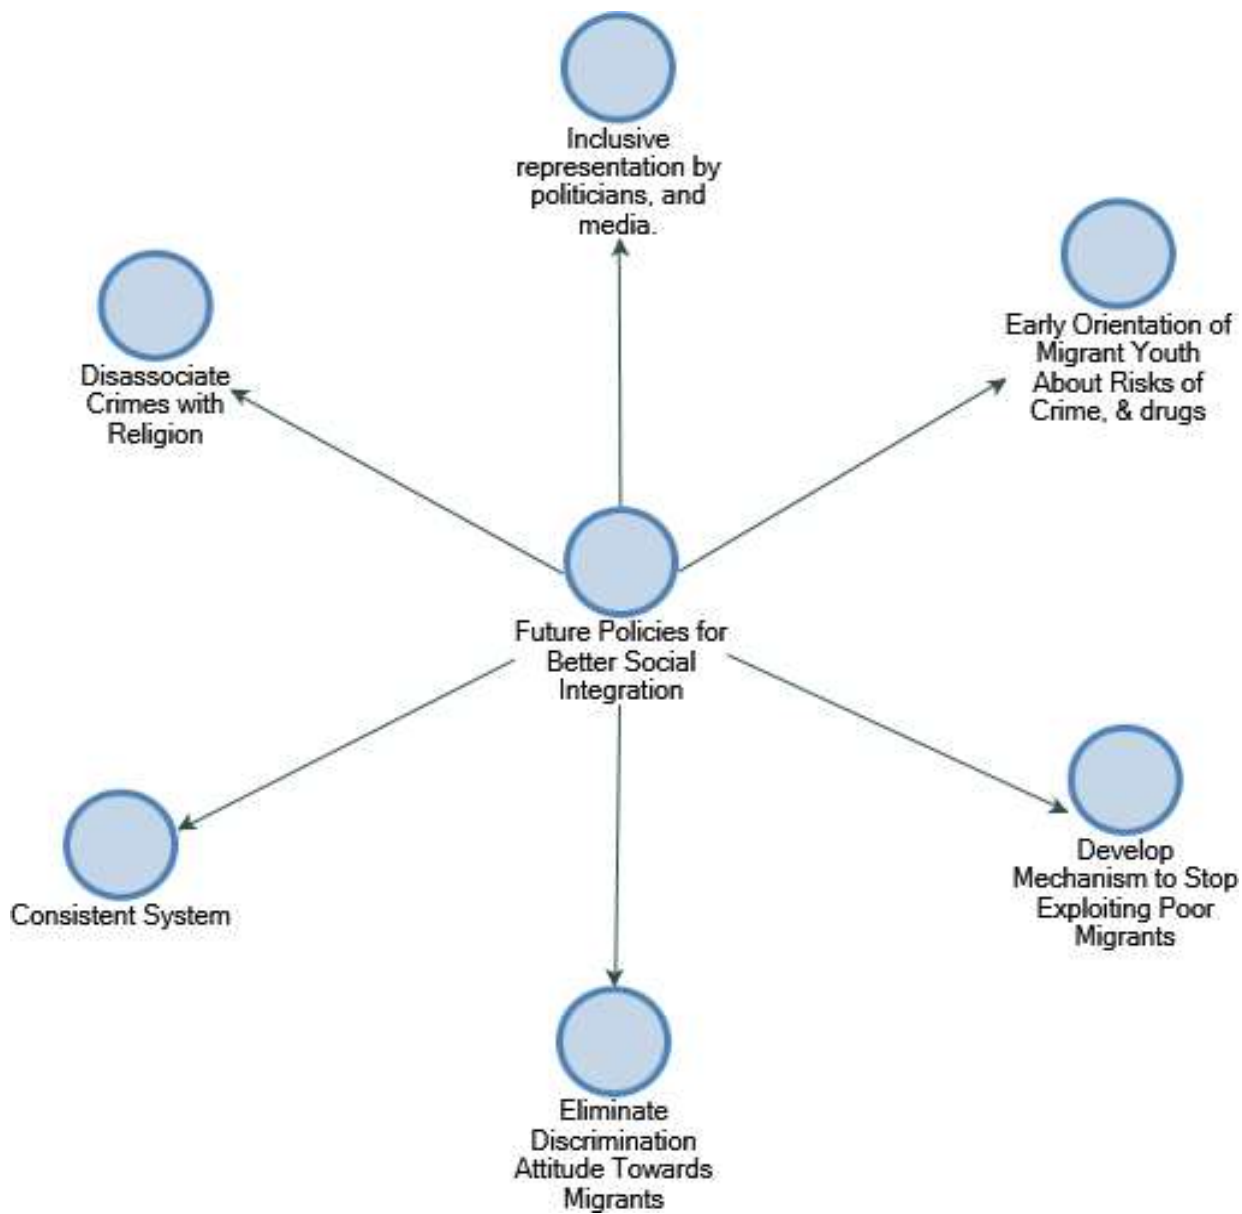 Inclusive
representation by
politicians, and
media.
Early Orientation of
Migrant Youth
About Risks of
Crime, & drugs
Disassociate
Crimes with
Religion
Future Policies for
Better Social
Integration
Develop
Mechanism to Stop
Exploiting Poor
Migrants
Consistent System
Eliminate
Discrimination
Attitude Towards
Migrants